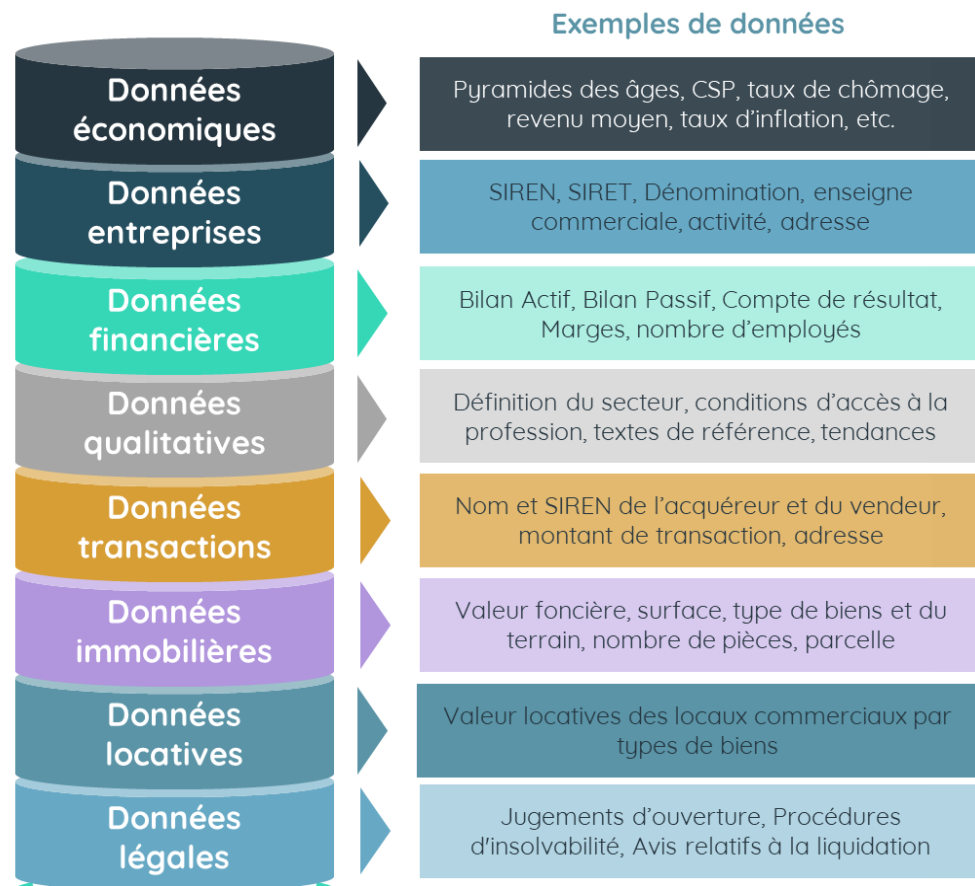 Exemples de données
Données
économiques
Pyramides des âges, CSP, taux de chômage,
revenu moyen, taux d'inflation, etc.
Données
entreprises
SIREN, SIRET, Dénomination, enseigne
commerciale, activité, adresse
Données
financières
Bilan Actif, Bilan Passif, Compte de résultat,
Marges, nombre d'employés
Données
qualitatives
Définition du secteur, conditions d'accès à la
profession, textes de référence, tendances
Données
transactions
Nom et SIREN de l'acquéreur et du vendeur,
montant de transaction, adresse
Données
immobilières
Valeur foncière, surface, type de biens et du
terrain, nombre de pièces, parcelle
Données
locatives
Valeur locatives des locaux commerciaux par
types de biens
Données
légales
Jugements d'ouverture, Procédures
d'insolvabilité, Avis relatifs à la liquidation